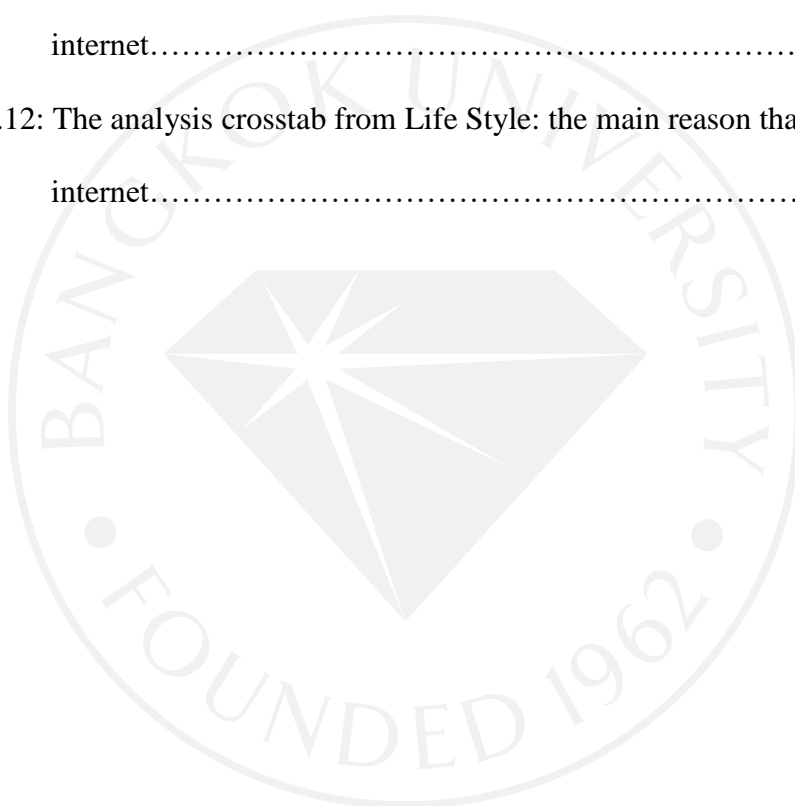 internet……………………………………….…………
.12: The analysis crosstab from Life Style: the main reason tha
internet…………………………………………………
BANGKOK UNIVERSITY
• FOUNDED 1962 •